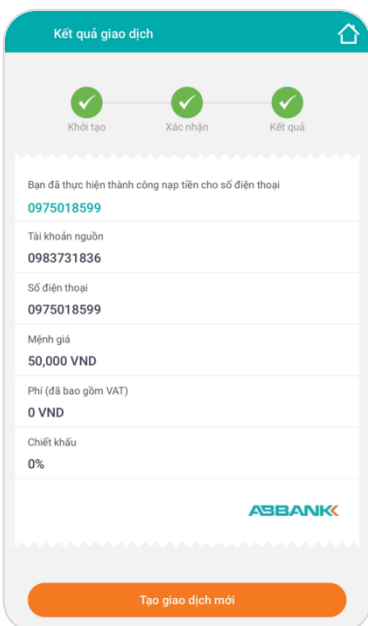 Kết quả giao dịch
Khởi tạo
Xác nhận
Kết quả
Bạn đã thực hiện thành công nạp tiền cho số điện thoại
0975018599
Tài khoản nguồn
0983731836
Số điện thoại
0975018599
Mệnh giá
50,000 VND
Phí (đã bao gồm VAT)
0 VND
Chiết khấu
0%
ABBANK
Tạo giao dịch mới